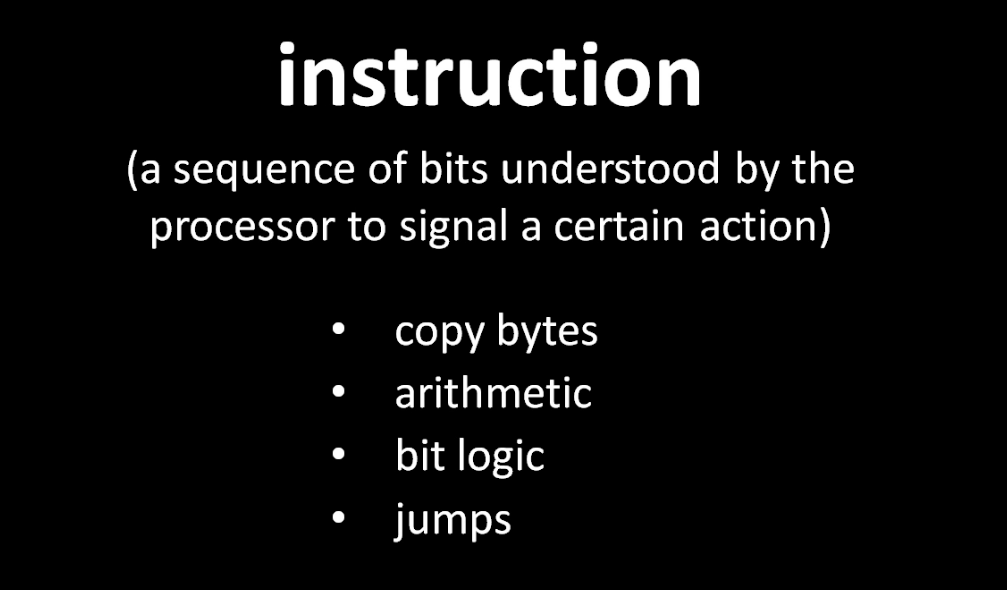 instruction
(a sequence of bits understood by the
processor to signal a certain action)
• copy bytes
• arithmetic
• bit logic
• jumps